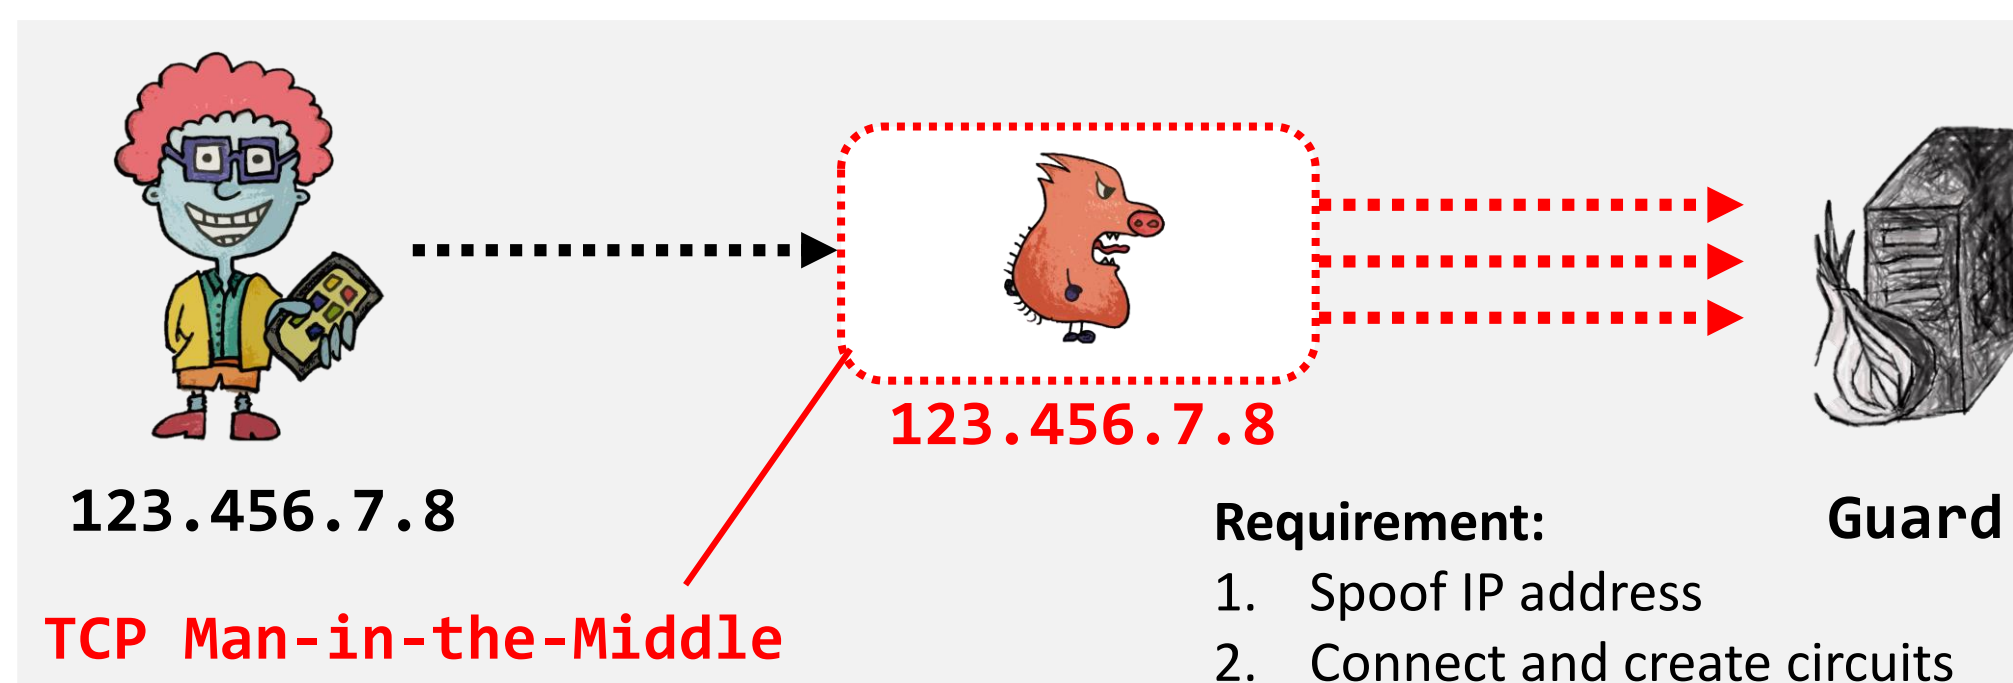 123.456.7.8
123.456.7.8
Guard
TCP Man-in-the-Middle
Requirement:
1. Spoof IP address
2. Connect and create circuits